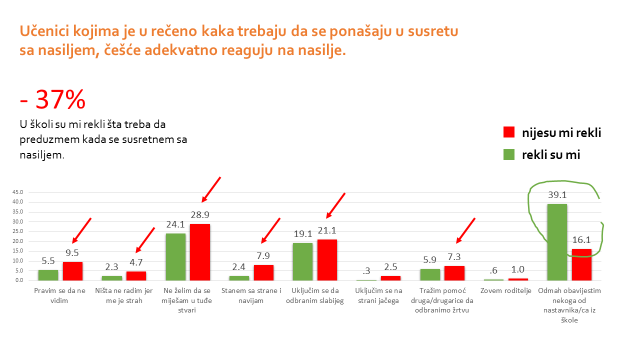 Učenici kojima je u rečeno kaka trebaju da se ponašaju u susretu
sa nasiljem, češće adekvatno reaguju na nasilje.
- 37%
U školi su mi rekli šta treba da
preduzmem kada se susretnem sa
nasiljem.
nijesu mi rekli
rekli su mi
45.0
40.0
35.0
30.0
25.0
20.0
15.0
10.0
5.0
0.0
5.5 9.5
2.3 4.7
24.1 28.9
2.4 7.9
19.1 21.1
.3 2.5
5.9 7.3
.6 1.0
39.1 16.1
Pravim se da ne
vidim
Ništa ne radim jer
me je strah
Ne želim da se
miješam u tuđe
stvari
Stanem sa strane i
navijam
Uključim se da
odbranim slabijeg
Uključim se na
strani jačega
Tražim pomoć
druga/drugarice da
odbranimo žrtvu
Zovem roditelje
Odmah obavijestim
nekoga od
nastavnika/ca iz
škole